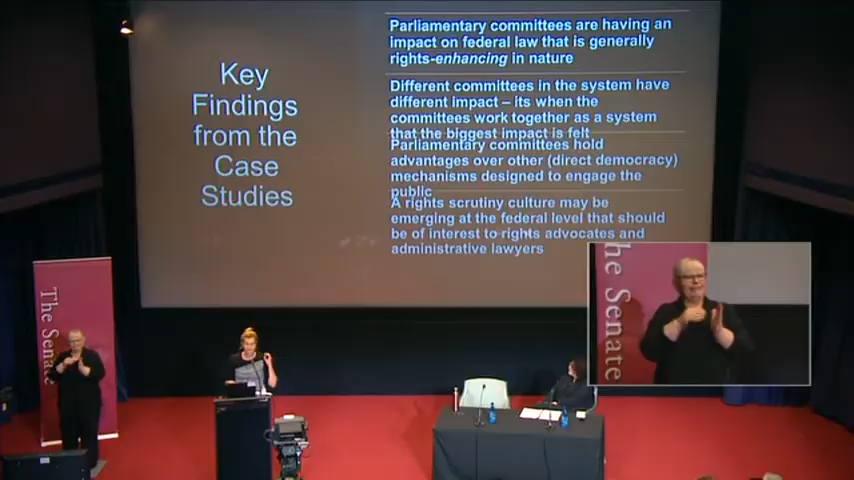 Key
Findings
from the
Case
Studies
Parliamentary committees are having an
impact on federal law that is generally
rights-enhancing in nature
Different committees in the system have
different impact – its when the
committees work together as a system
that the biggest impact is felt
Parliamentary committees hold
advantages over other (direct democracy)
mechanisms designed to engage the
public
A rights scrutiny culture may be
emerging at the federal level that should
be of interest to rights advocates and
administrative lawyers
The Senate
he Senate